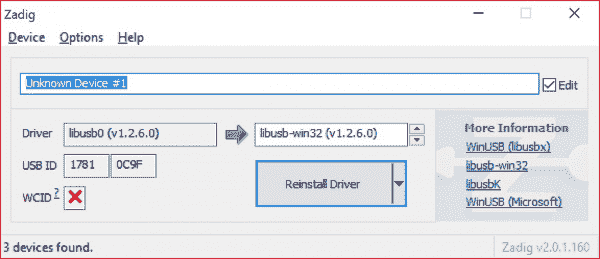 Zadig
Device Options Help
Unknown Device #1
Edit
Driver libusb0 (v1.2.6.0) libusb-win32 (v1.2.6.0)
USB ID 1781 0C9F
WCID ?
Reinstall Driver
More Information
WinUSB (libusbx)
libusb-win32
libusbK
WinUSB (Microsoft)
3 devices found.
Zadig v2.0.1.160